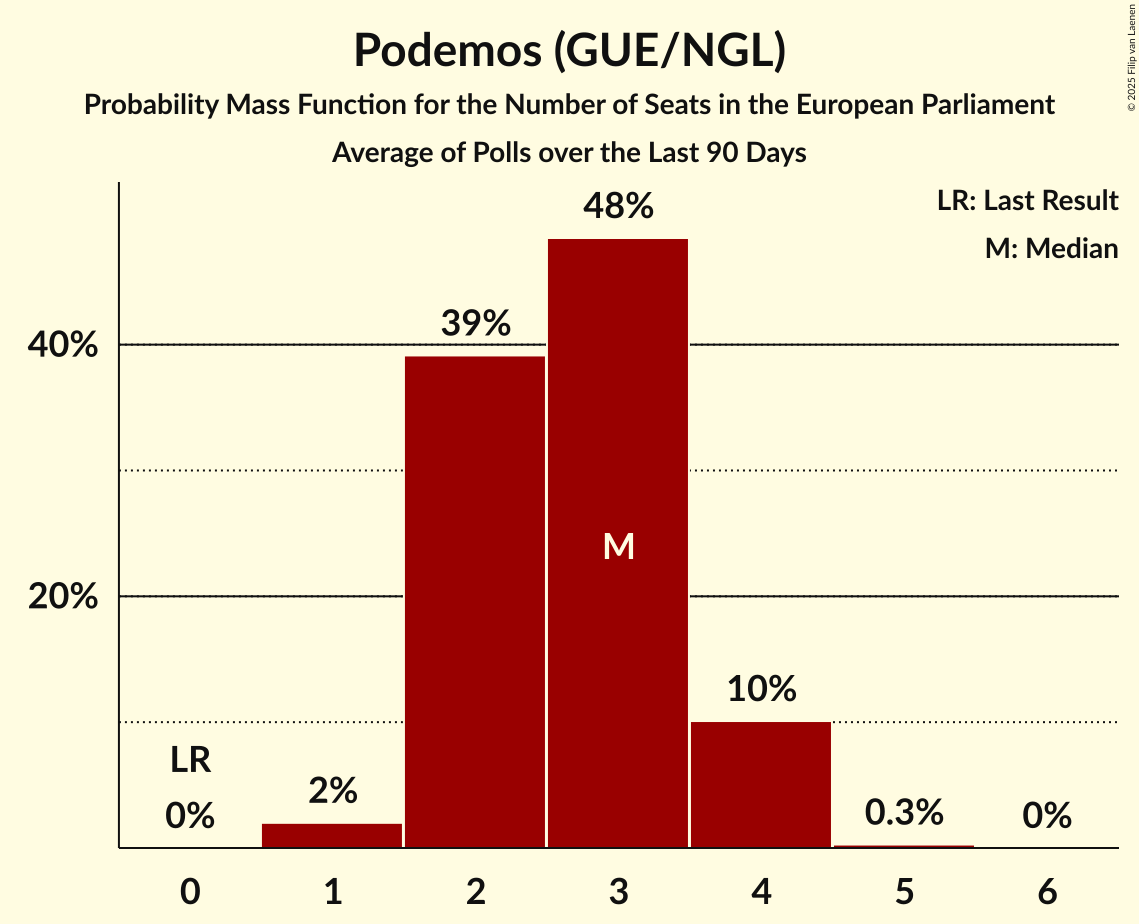 Podemos (GUE/NGL)
Probability Mass Function for the Number of Seats in the European Parliament
Average of Polls over the Last 90 Days
© 2025 Filip van Laenen
LR: Last Result
M: Median
48%
39%
40%
M
20%
10%
LR
0%
2%
0.3%
0%
0 1 2 3 4 5 6